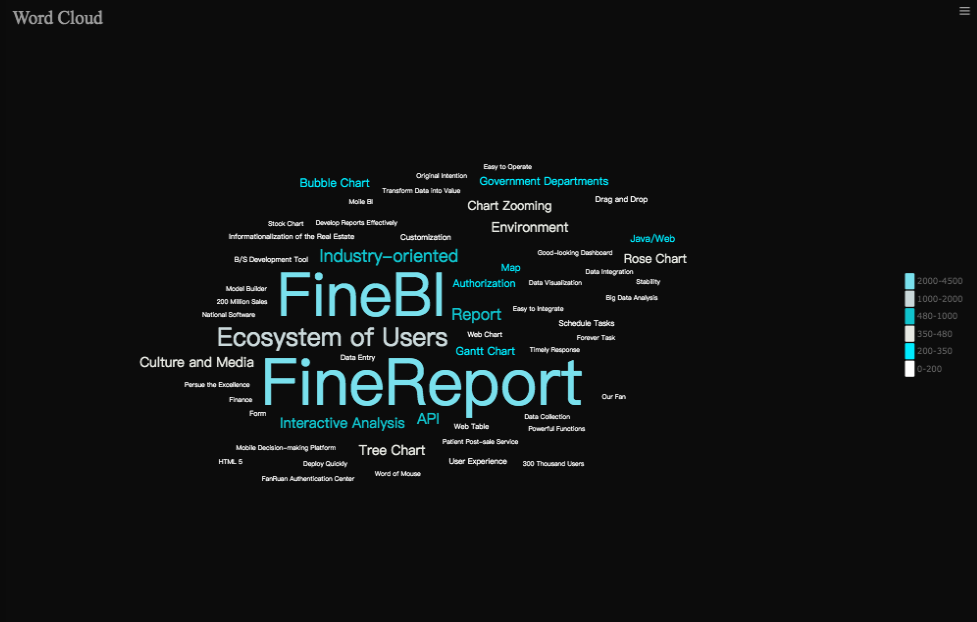 Word Cloud
Easy to Operate
Original Intention
Bubble Chart
Government Departments
Transform Data into Value
Drag and Drop
Moile BI
Chart Zooming
Stock Chart
Develop Reports Effectively
Environment
Informationalization of the Real Estate
Customization
Java/Web
Good-looking Dashboard
Industry-oriented
B/S Development Tool
Rose Chart
Map
Data Integration
FineBI
Authorization
Data Visualization
Stability
Model Builder
200 Million Sales
Big Data Analysis
National Software
Report
Easy to Integrate
Schedule Tasks
Ecosystem of Users
Web Chart
Forever Task
Gantt Chart
Timely Response
Culture and Media
Data Entry
FineReport
Persue the Excellence
Finance
Our Fan
Form
Interactive Analysis
API
Data Collection
Web Table
Powerful Functions
Patient Post-sale Service
Mobile Decision-making Platform
Tree Chart
HTML 5
Deploy Quickly
User Experience
300 Thousand Users
Word of Mouse
FanRuan Authentication Center
2000-4500
1000-2000
480-1000
350-480
200-350
0-200